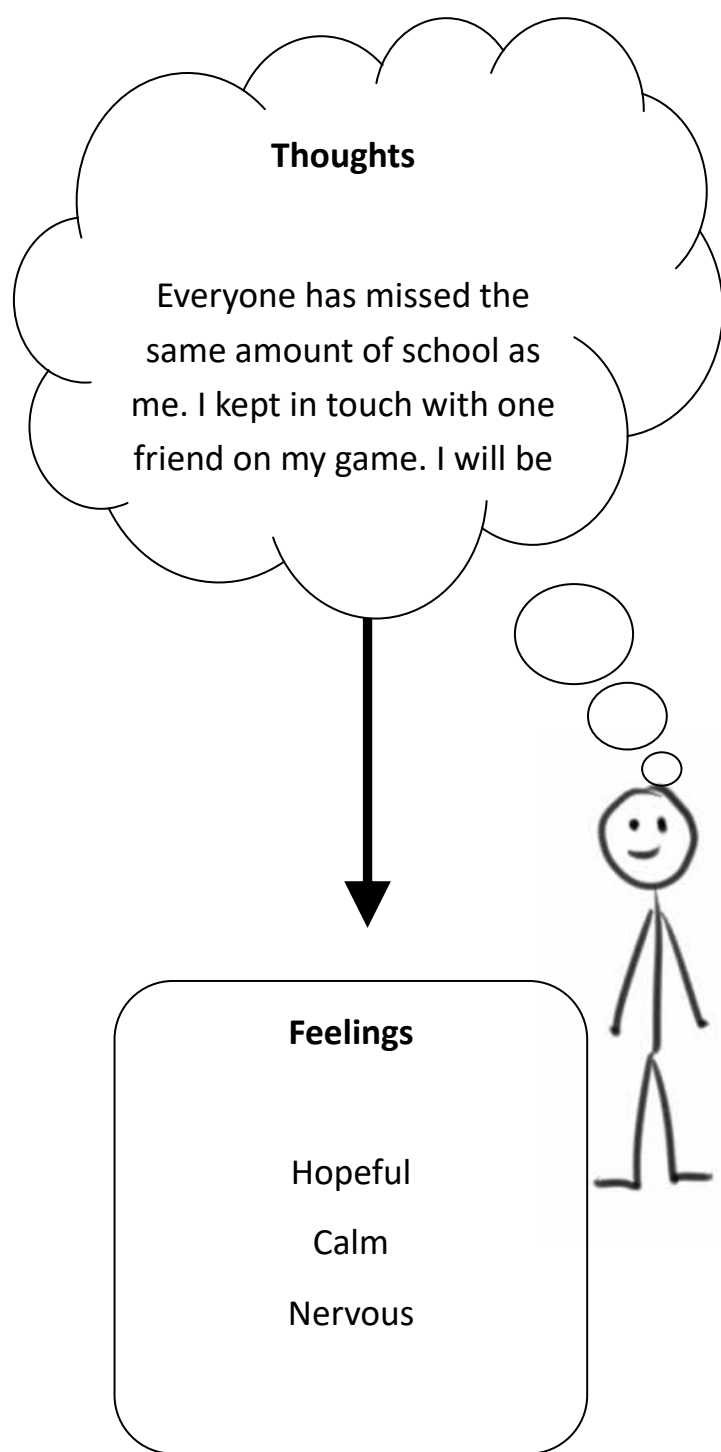 Thoughts
Everyone has missed the
same amount of school as
me. I kept in touch with one
friend on my game. I will be
Feelings
Hopeful
Calm
Nervous